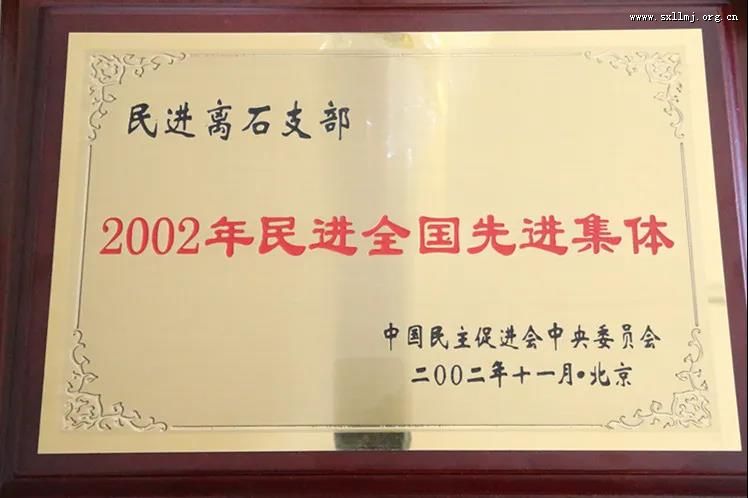 www.sxllmj.org.cn
民进离石支部
2002年民进全国先进集体
中国民主促进会中央委员会
二〇〇二年十一月·北京